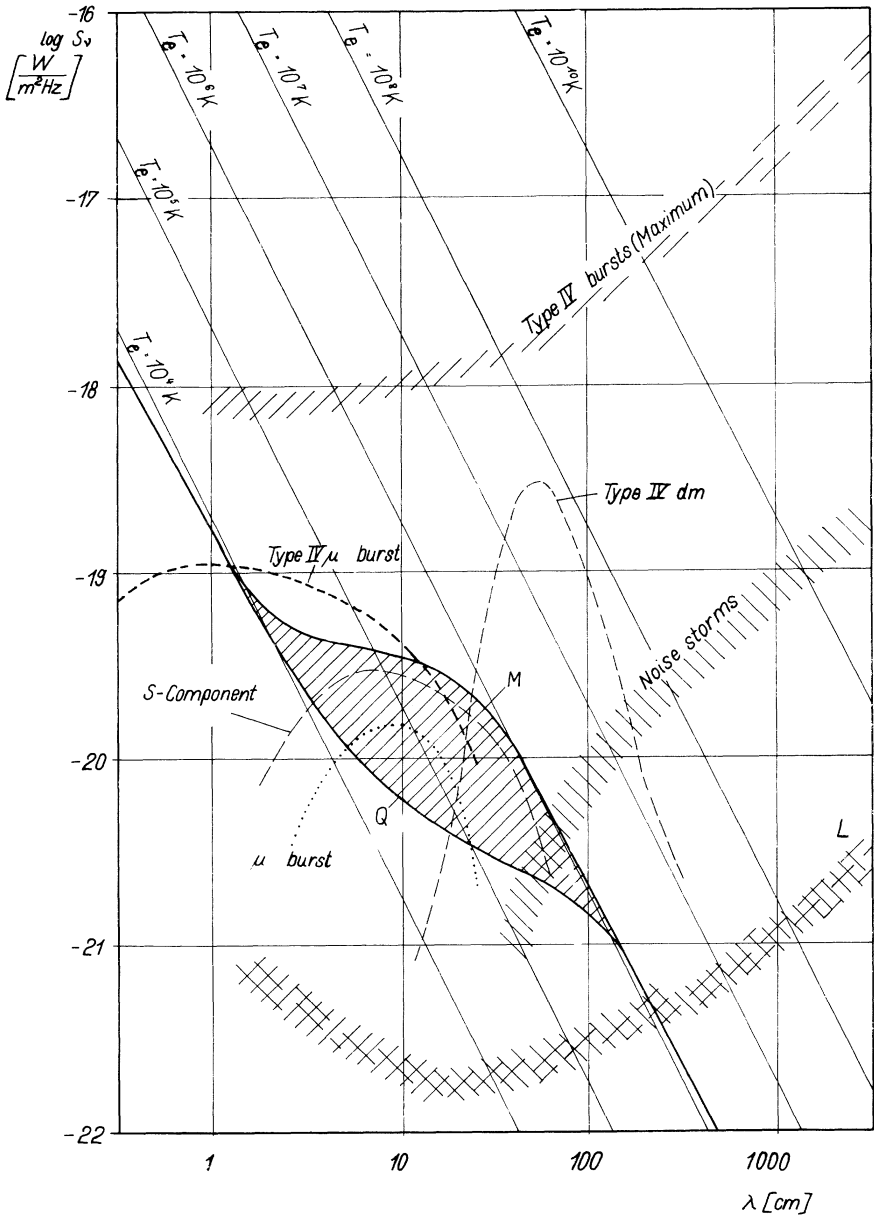 -16
log Sν
[W/m²Hz]
Te = 10⁶K
Te = 10⁷K
Te = 10⁸K
Te = 10¹⁰K
-17
Te = 10⁵K
Type IV bursts (Maximum)
-18
Te = 10⁴K
Type IV dm
-19
Type IV μ burst
Noise storms
S-Component
M
-20
Q
μ burst
L
-21
-22
1
10
100
1000
λ [cm]